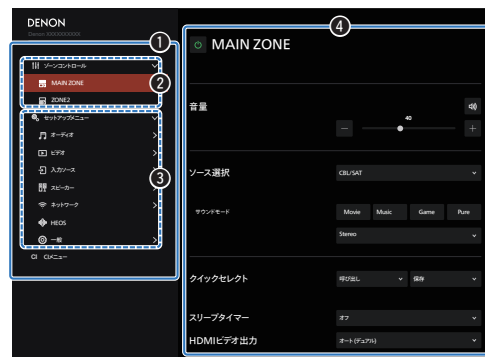 DENON
Denon XXXXXXXXXX
①
ゾーンコントロール
MAIN ZONE
②
ZONE2
セットアップメニュー
オーディオ
ビデオ
入力ソース
③
スピーカー
ネットワーク
HEOS
一般
CI CIメニュー
④
MAIN ZONE
音量
40
ソース選択 CBL/SAT
サウンドモード Movie Music Game Pure
Stereo
クイックセレクト 呼び出し 保存
スリープタイマー オフ
HDMIビデオ出力 オート(デュアル)